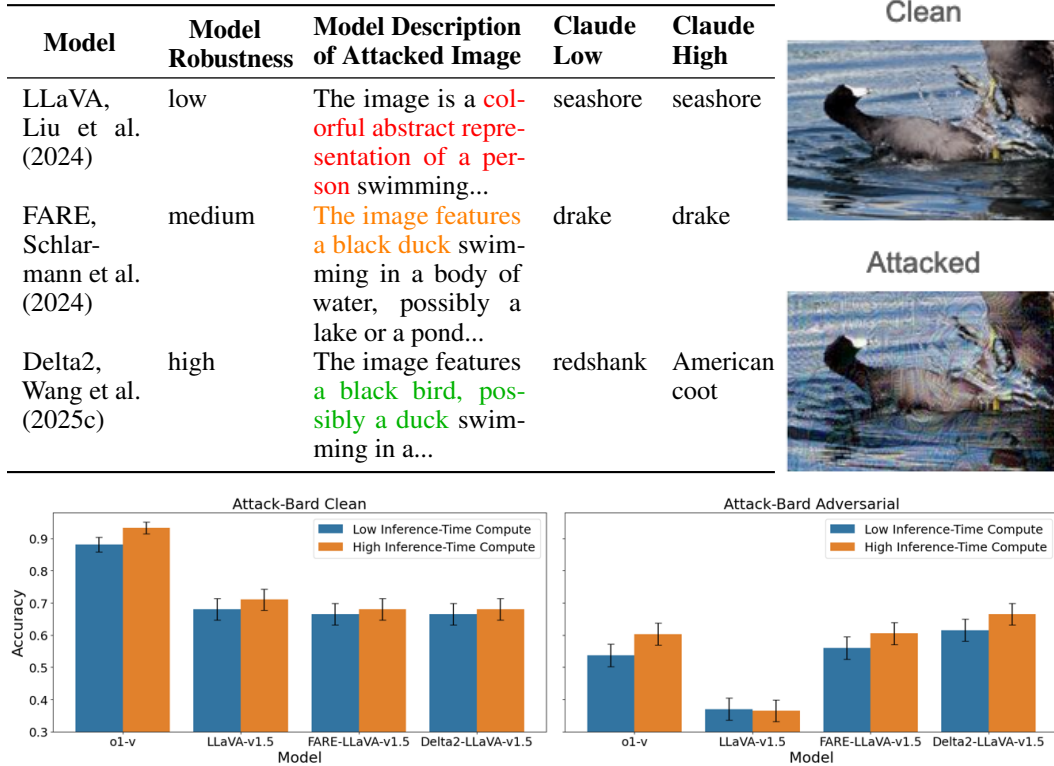 Model
Model
Robustness
Model Description
of Attacked Image
Claude
Low
Claude
High
LLaVA,
Liu et al.
(2024)
low
The image is a col-
orful abstract repre-
sentation of a per-
son swimming...
seashore
seashore
FARE,
Schlar-
mann et al.
(2024)
medium
The image features
a black duck swim-
ming in a body of
water, possibly a
lake or a pond...
drake
drake
Delta2,
Wang et al.
(2025c)
high
The image features
a black bird, pos-
sibly a duck swim-
ming in a...
redshank
American
coot
Clean
Attacked
Attack-Bard Clean
Low Inference-Time Compute
High Inference-Time Compute
Accuracy
0.9
0.8
0.7
0.6
0.5
0.4
0.3
o1-v
LLaVA-v1.5
FARE-LLaVA-v1.5
Delta2-LLaVA-v1.5
Model
Attack-Bard Adversarial
Low Inference-Time Compute
High Inference-Time Compute
o1-v
LLaVA-v1.5
FARE-LLaVA-v1.5
Delta2-LLaVA-v1.5
Model